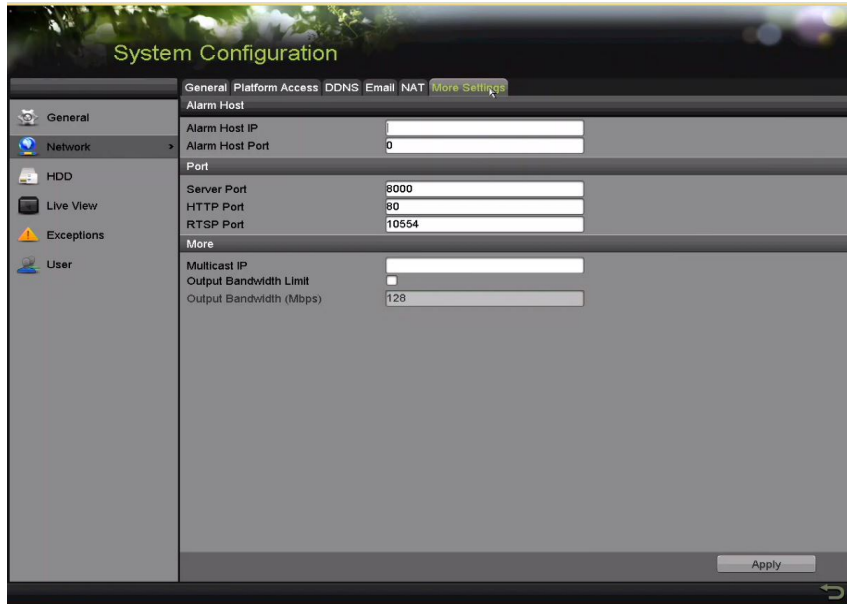 System Configuration
General Platform Access DDNS Email NAT More Settings
General
Network >
HDD
Live View
Exceptions
User
Alarm Host
Alarm Host IP
Alarm Host Port 0
Port
Server Port 8000
HTTP Port 80
RTSP Port 10554
More
Multicast IP
Output Bandwidth Limit
Output Bandwidth (Mbps) 128
Apply